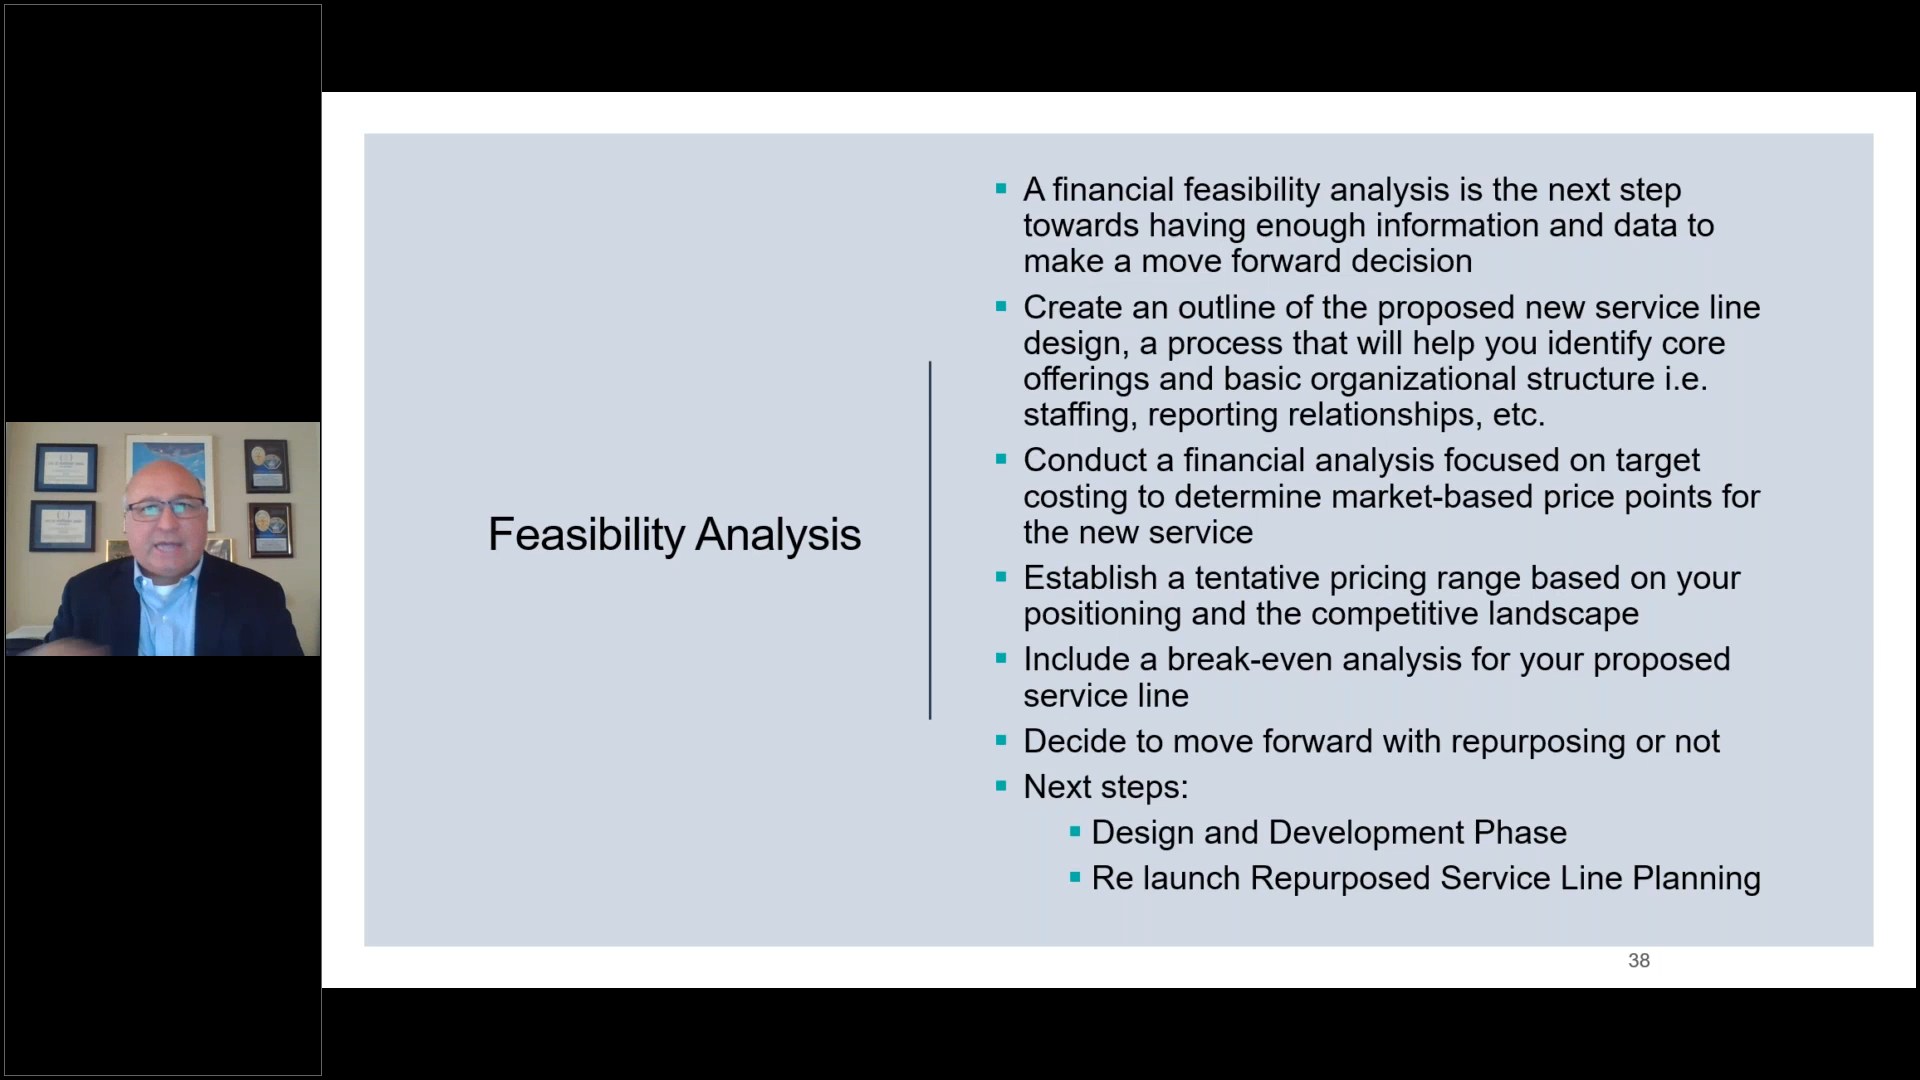 Feasibility Analysis
▪ A financial feasibility analysis is the next step
towards having enough information and data to
make a move forward decision
▪ Create an outline of the proposed new service line
design, a process that will help you identify core
offerings and basic organizational structure i.e.
staffing, reporting relationships, etc.
▪ Conduct a financial analysis focused on target
costing to determine market-based price points for
the new service
▪ Establish a tentative pricing range based on your
positioning and the competitive landscape
▪ Include a break-even analysis for your proposed
service line
▪ Decide to move forward with repurposing or not
▪ Next steps:
▪ Design and Development Phase
▪ Re launch Repurposed Service Line Planning
38